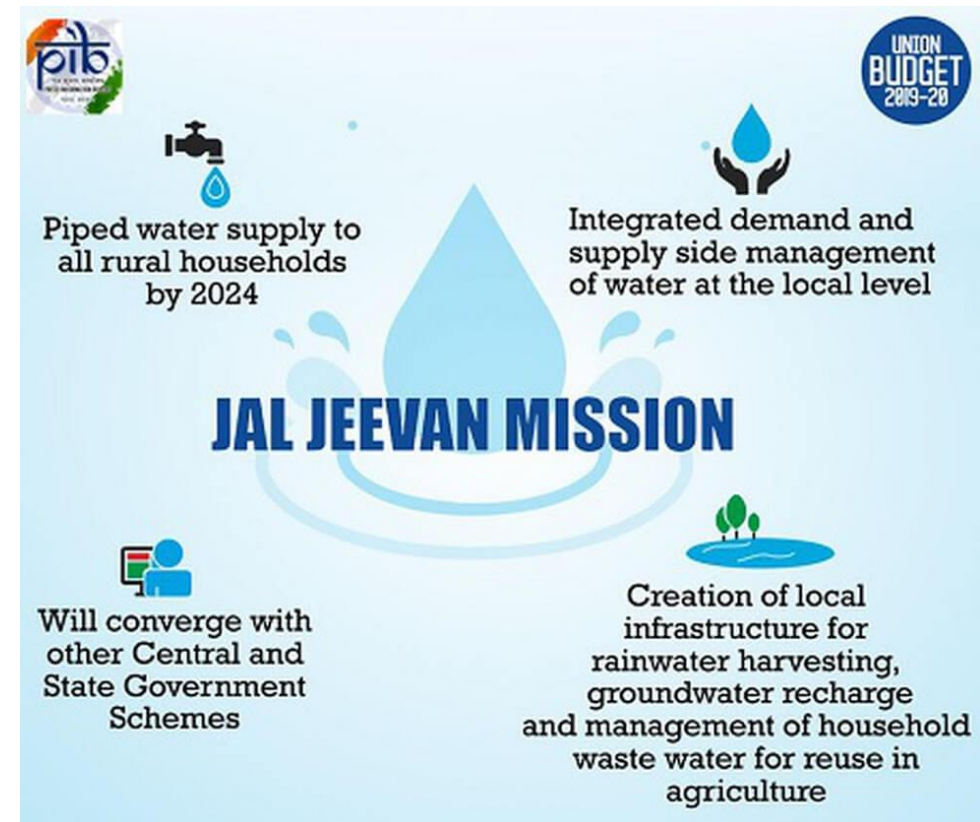 pib
UNION
BUDGET
2019-20
Piped water supply to
all rural households
by 2024
Integrated demand and
supply side management
of water at the local level
JAL JEEVAN MISSION
Will converge with
other Central and
State Government
Schemes
Creation of local
infrastructure for
rainwater harvesting,
groundwater recharge
and management of household
waste water for reuse in
agriculture